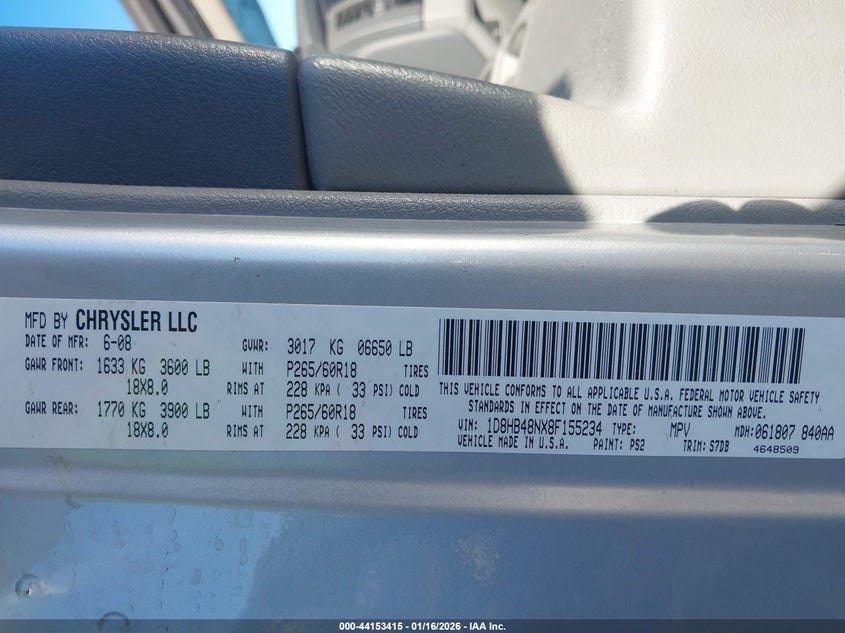 MFD BY CHRYSLER LLC
DATE OF MFR: 6-08 GVWR: 3017 KG 06650 LB
GAWR FRONT: 1633 KG 3600 LB WITH P265/60R18 TIRES
18X8.0 RIMS AT 228 KPA ( 33 PSI) COLD
GAWR REAR: 1770 KG 3900 LB WITH P265/60R18 TIRES
18X8.0 RIMS AT 228 KPA ( 33 PSI) COLD
THIS VEHICLE CONFORMS TO ALL APPLICABLE U.S.A. FEDERAL MOTOR VEHICLE SAFETY
STANDARDS IN EFFECT ON THE DATE OF MANUFACTURE SHOWN ABOVE.
VIN: 1D8HB48NX8F155234 TYPE: MPV MDH:061807 840AA
VEHICLE MADE IN U.S.A. PAINT: PS2 TRIM:S7DB 4648509
000-44153415 - 01/16/2026 - IAA Inc.